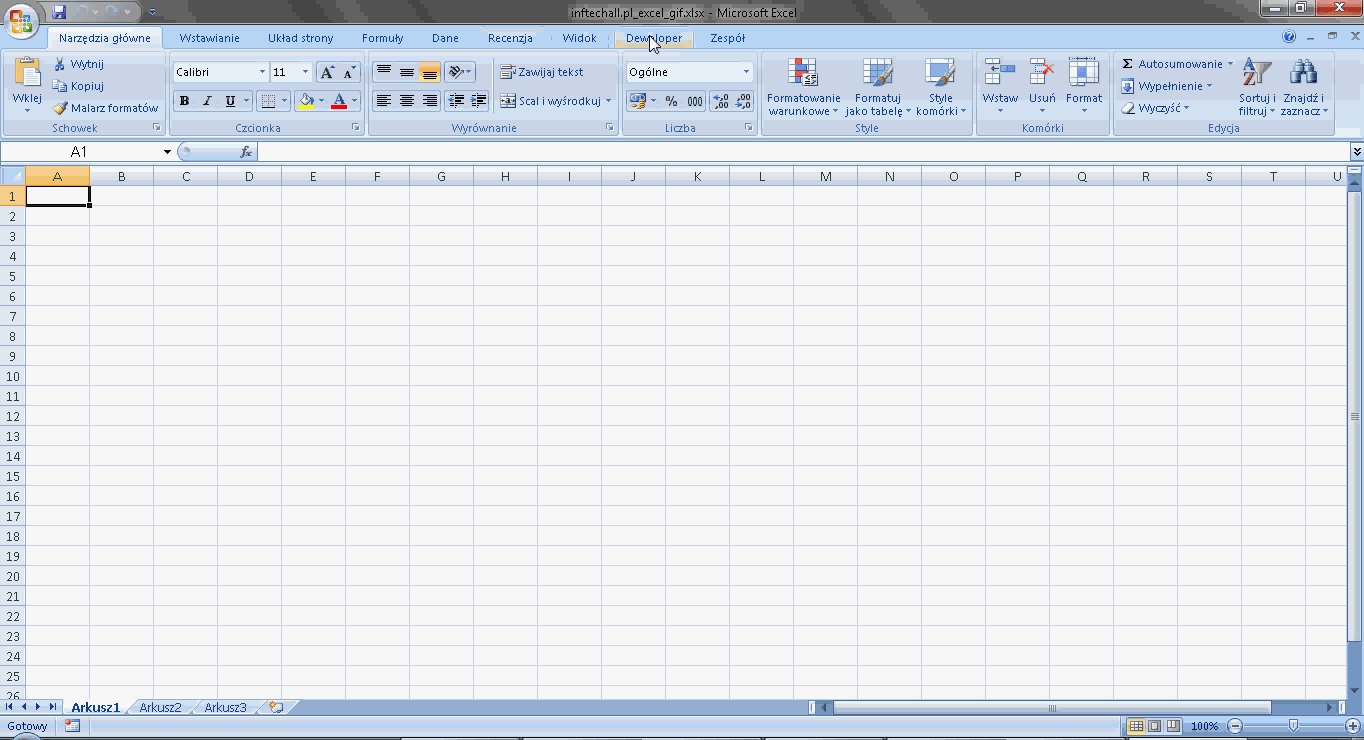 inftechall.pl_excel_gif.xlsx - Microsoft Excel
Narzędzia główne Wstawianie Układ strony Formuły Dane Recenzja Widok Deweloper Zespół
Wklej
Wytnij
Kopiuj
Malarz formatów
Schowek
Calibri 11 A A
B I U A
Czcionka
Zawijaj tekst
Scal i wyśrodkuj
Wyrównanie
Ogólne
% 000 ,00 ,00
Liczba
Formatowanie warunkowe
Formatuj jako tabelę
Style komórki
Style
Wstaw Usuń Format
Komórki
Σ Autosumowanie
Wypełnienie
Wyczyść
Sortuj i filtruj
Znajdź i zaznacz
Edycja
A1 fx
A B C D E F G H I J K L M N O P Q R S T U
1
2
3
4
5
6
7
8
9
10
11
12
13
14
15
16
17
18
19
20
21
22
23
24
25
26
Arkusz1 Arkusz2 Arkusz3
Gotowy 100%